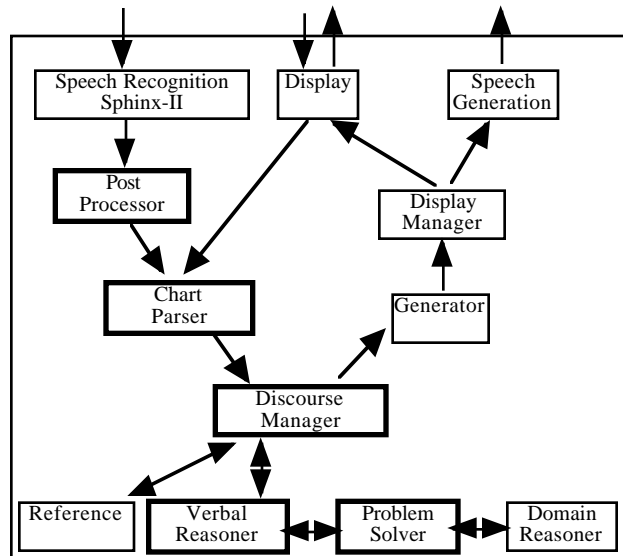 Speech Recognition
Sphinx-II
Display
Speech
Generation
Post
Processor
Display
Manager
Chart
Parser
Generator
Discourse
Manager
Reference
Verbal
Reasoner
Problem
Solver
Domain
Reasoner